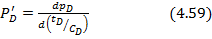 P′_D = dp_D / d(t_D/C_D) (4.59)